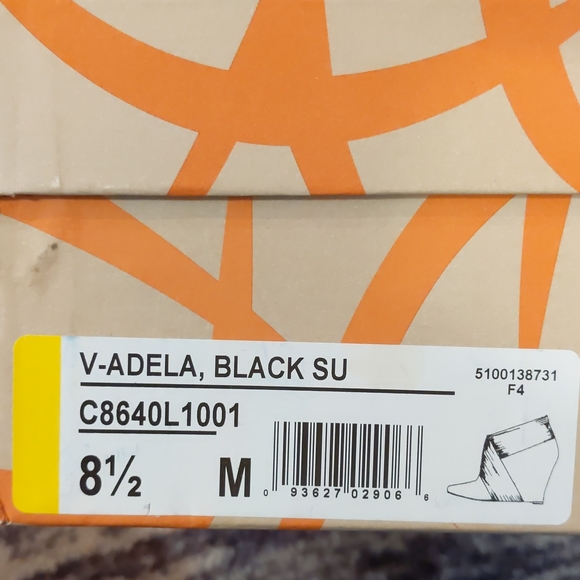 V-ADELA, BLACK SU
5100138731
F4
C8640L1001
8½ M
0 93627 02906 6